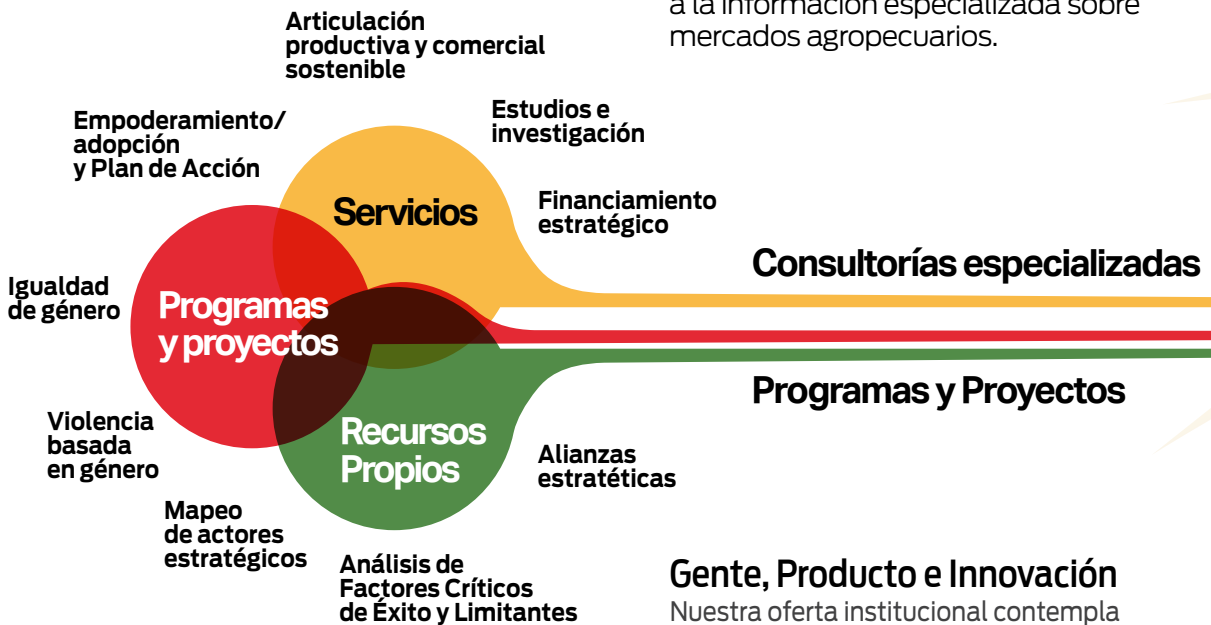 a la información especializada sobre
mercados agropecuarios.
Articulación
productiva y comercial
sostenible
Estudios e
investigación
Empoderamiento/
adopción
y Plan de Acción
Servicios
Financiamiento
estratégico
Consultorías especializadas
Igualdad
de género
Programas
y proyectos
Programas y Proyectos
Violencia
basada
en género
Recursos
Propios
Alianzas
estratéticas
Mapeo
de actores
estratégicos
Análisis de
Factores Críticos
de Éxito y Limitantes
Gente, Producto e Innovación
Nuestra oferta institucional contempla